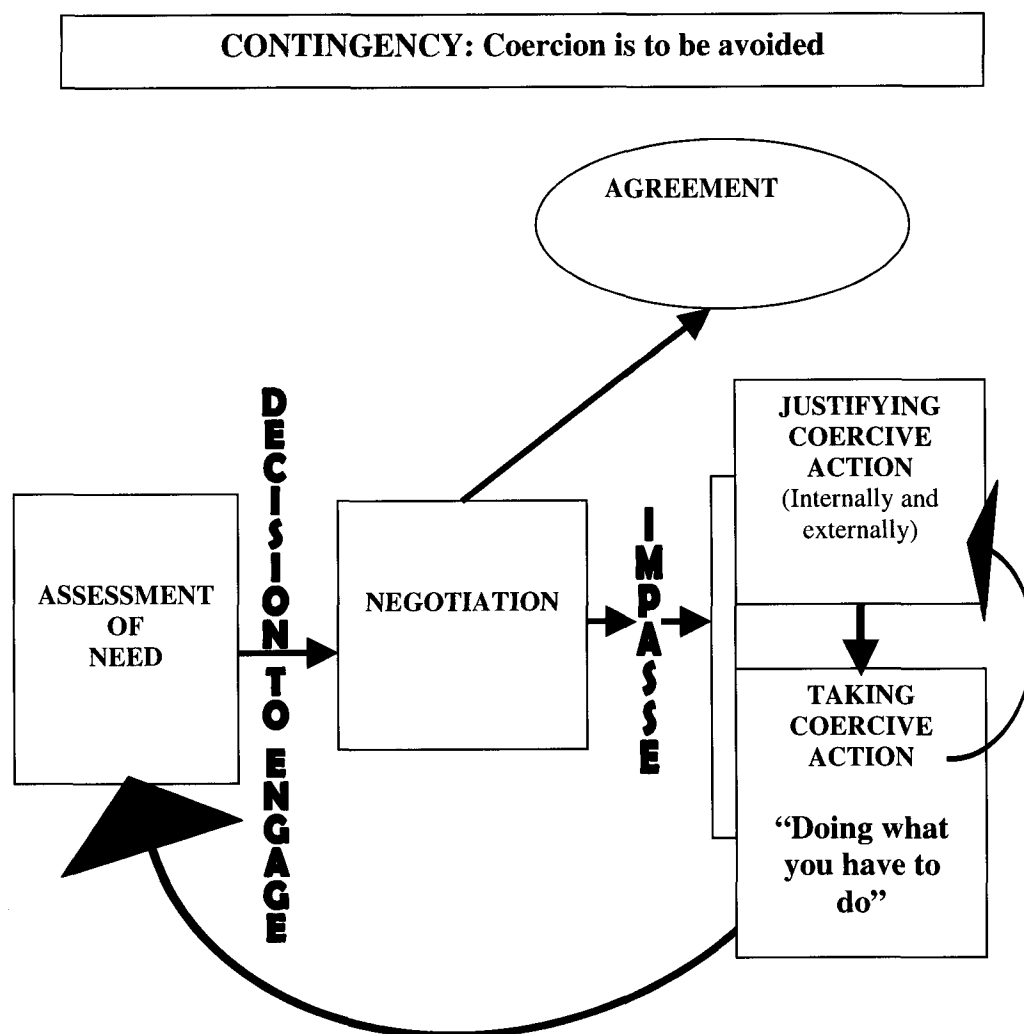 CONTINGENCY: Coercion is to be avoided
AGREEMENT
ASSESSMENT
OF
NEED
DECISION TO ENGAGE
NEGOTIATION
IMPASSE
JUSTIFYING
COERCIVE
ACTION
(Internally and
externally)
TAKING
COERCIVE
ACTION
“Doing what
you have to
do”